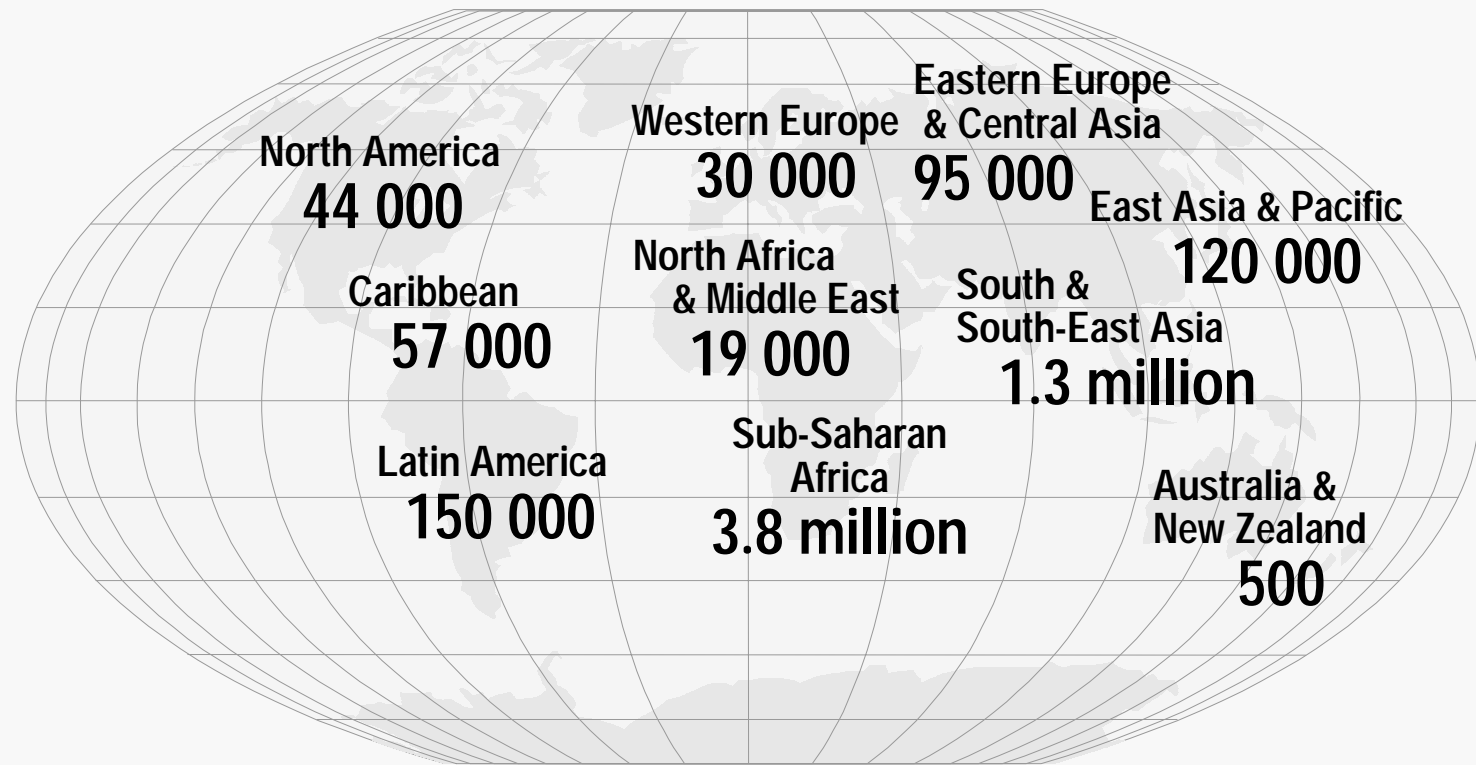 North America
44 000
Western Europe
30 000
Eastern Europe
& Central Asia
95 000
East Asia & Pacific
120 000
Caribbean
57 000
North Africa
& Middle East
19 000
South &
South-East Asia
1.3 million
Latin America
150 000
Sub-Saharan
Africa
3.8 million
Australia &
New Zealand
500